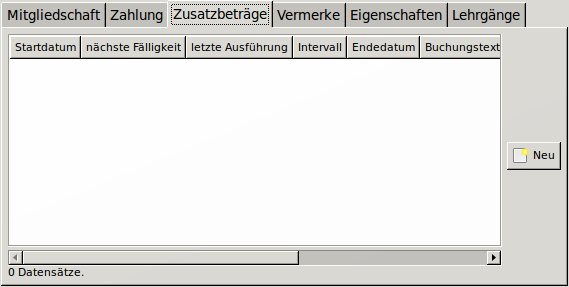 Mitgliedschaft Zahlung Zusatzbeträge Vermerke Eigenschaften Lehrgänge
Startdatum nächste Fälligkeit letzte Ausführung Intervall Endedatum Buchungstext
Neu
0 Datensätze.